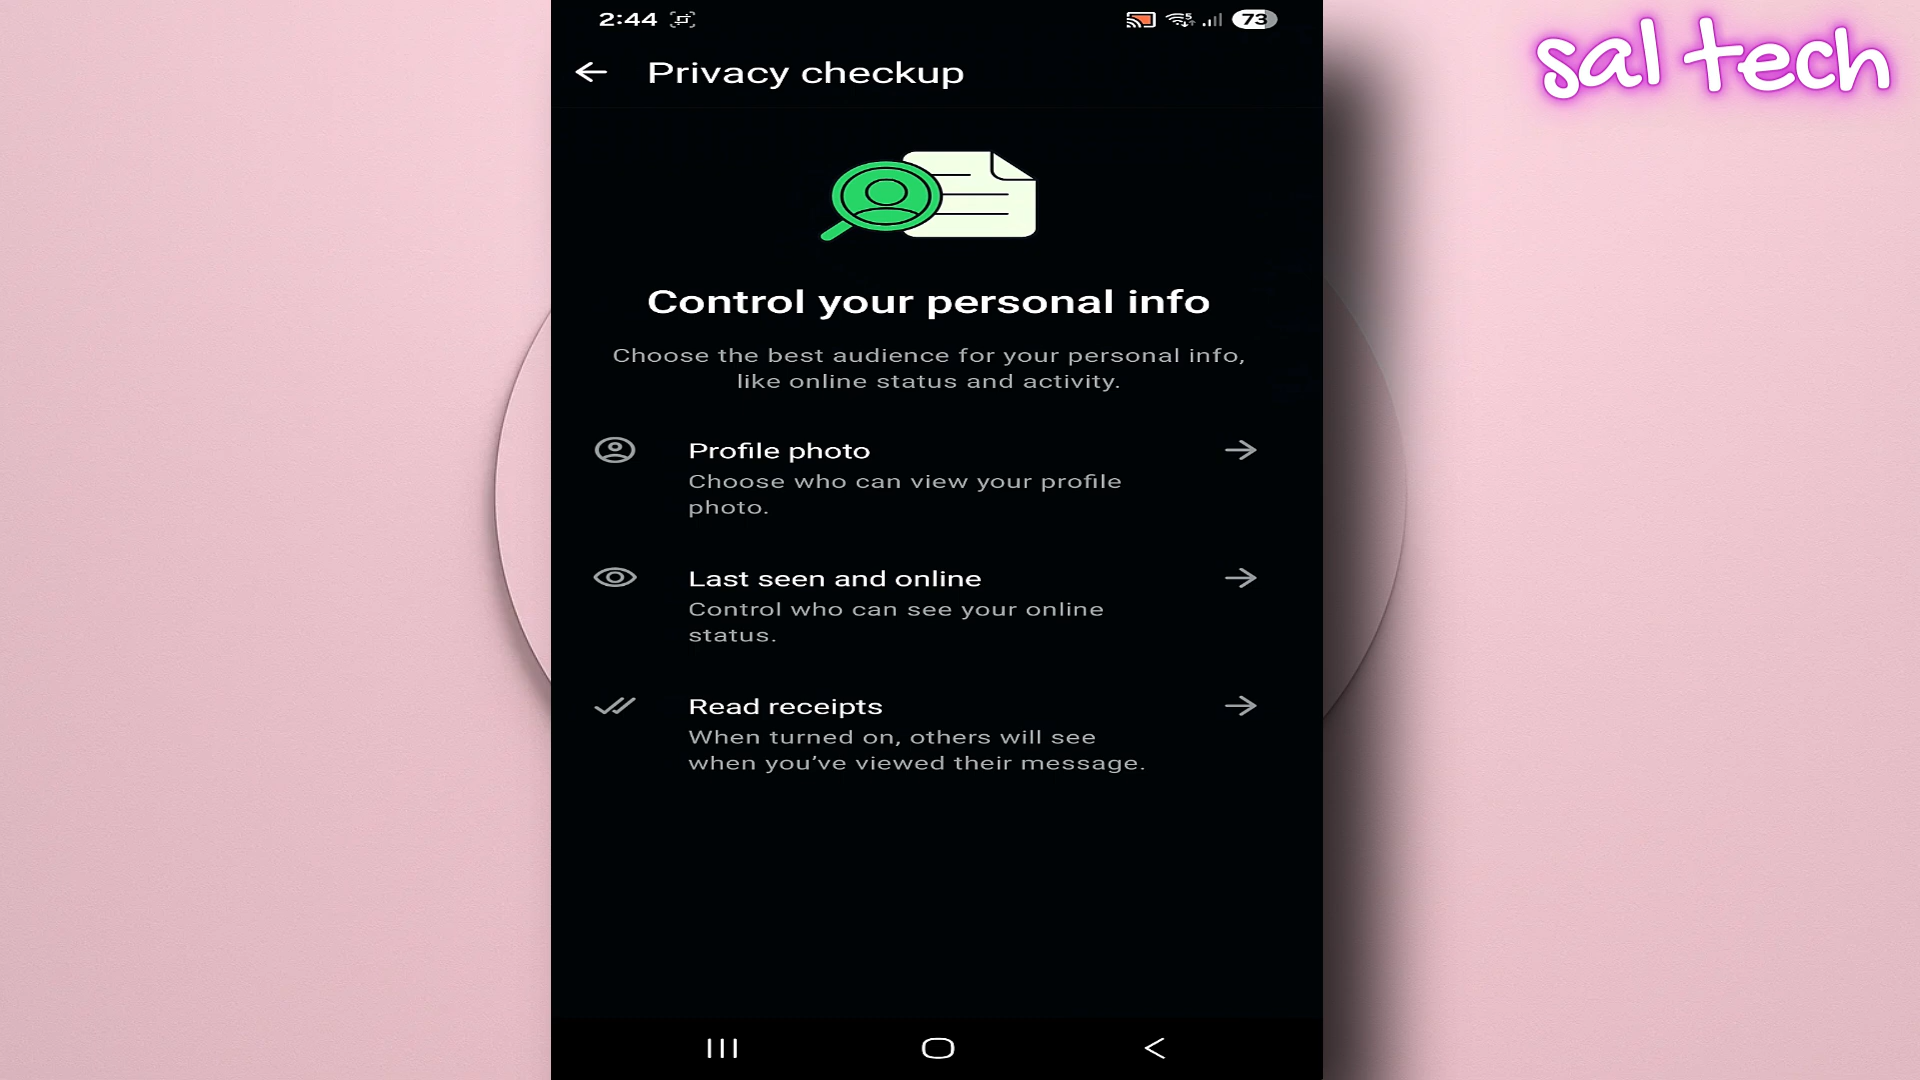 2:44
73
sal tech
Privacy checkup
Control your personal info
Choose the best audience for your personal info,
like online status and activity.
Profile photo
Choose who can view your profile
photo.
Last seen and online
Control who can see your online
status.
Read receipts
When turned on, others will see
when you’ve viewed their message.